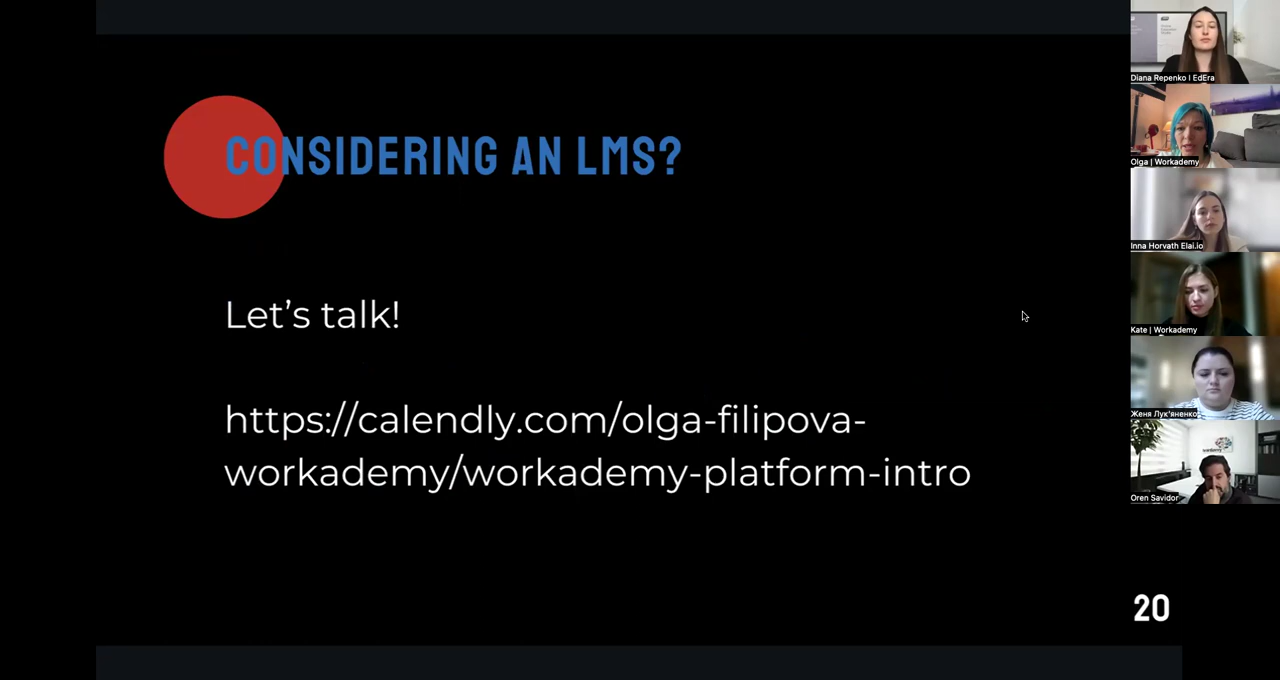 CONSIDERING AN LMS?
Let's talk!
https://calendly.com/olga-filipova-
workademy/workademy-platform-intro
20
Diana Repenko I EdEra
Olga | Workademy
Inna Horvath Elai.io
Kate | Workademy
Женя Лук'яненко
Oren Savidor